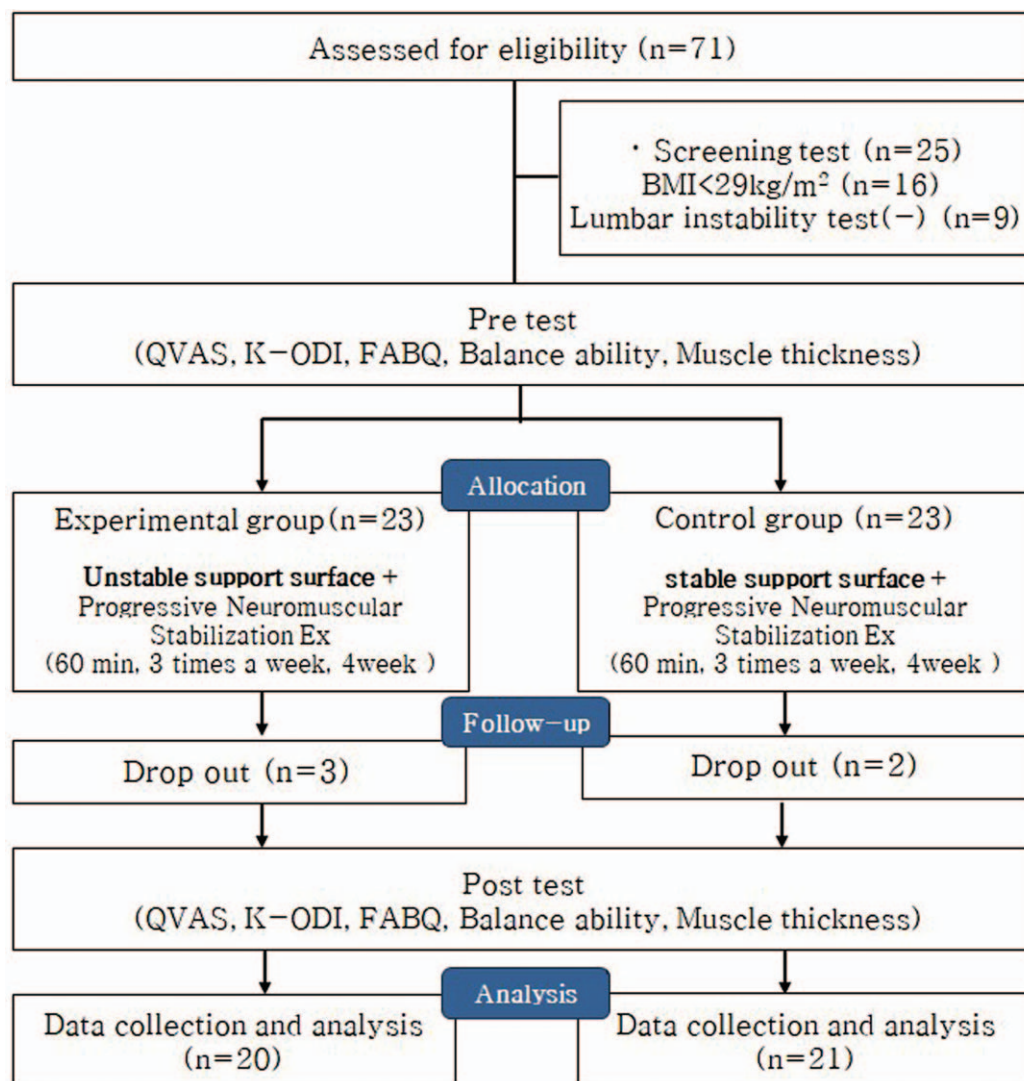 Assessed for eligibility (n=71)
· Screening test (n=25)
BMI<29kg/m² (n=16)
Lumbar instability test(-) (n=9)
Pre test
(QVAS, K-ODI, FABQ, Balance ability, Muscle thickness)
Allocation
Experimental group(n=23)
Unstable support surface +
Progressive Neuromuscular
Stabilization Ex
(60 min, 3 times a week, 4week )
Control group (n=23)
stable support surface +
Progressive Neuromuscular
Stabilization Ex
(60 min, 3 times a week, 4week )
Follow-up
Drop out (n=3)
Drop out (n=2)
Post test
(QVAS, K-ODI, FABQ, Balance ability, Muscle thickness)
Analysis
Data collection and analysis
(n=20)
Data collection and analysis
(n=21)